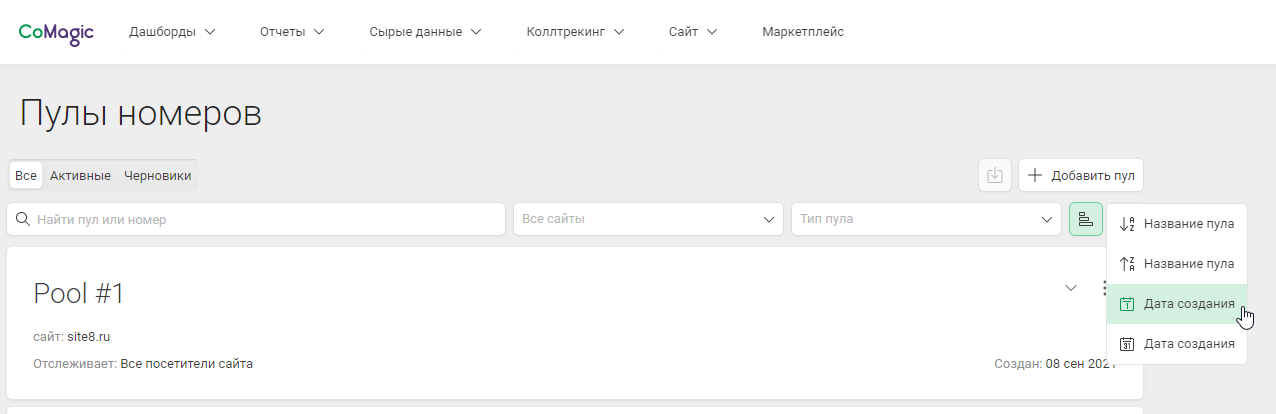 CoMagic Дашборды Отчеты Сырые данные Коллтрекинг Сайт Маркетплейс
Пулы номеров
Все Активные Черновики Добавить пул
Найти пул или номер Все сайты Тип пула
Название пула
Название пула
Дата создания
Дата создания
Pool #1
сайт: site8.ru
Отслеживает: Все посетители сайта Создан: 08 сен 2021